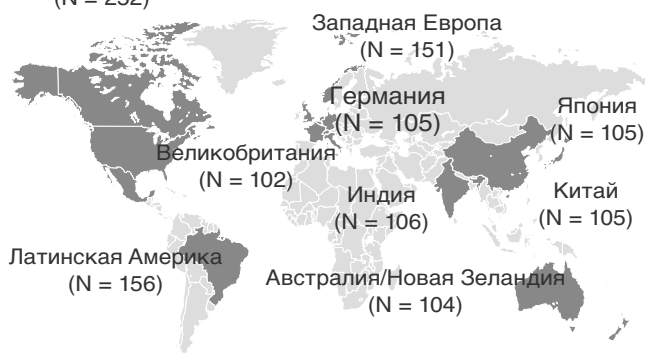 (N = 252)
Западная Европа
(N = 151)
Германия
(N = 105)
Япония
(N = 105)
Великобритания
(N = 102)
Индия
(N = 106)
Китай
(N = 105)
Латинская Америка
(N = 156)
Австралия/Новая Зеландия
(N = 104)